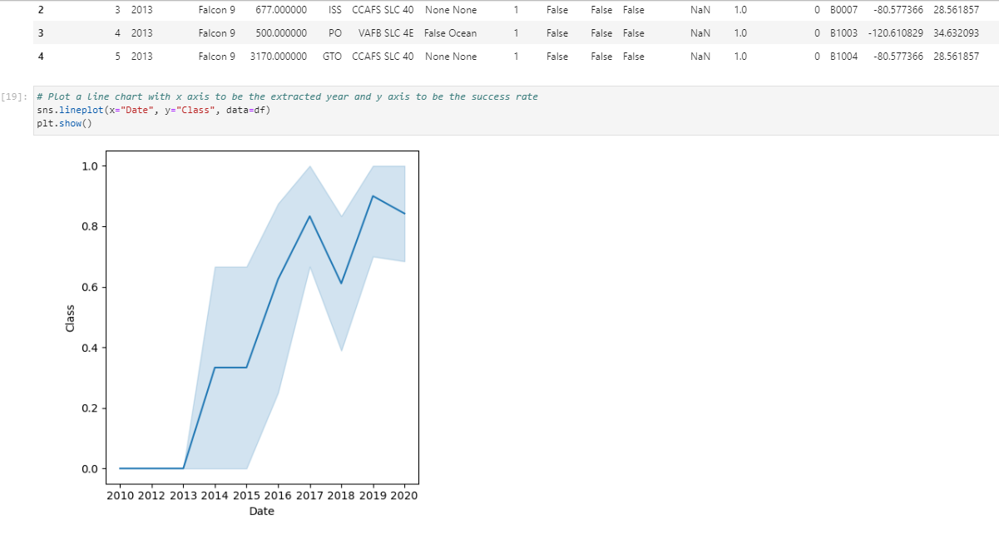 2 3 2013 Falcon 9 677.000000 ISS CCAFS SLC 40 None None 1 False False False NaN 1.0 0 B0007 -80.577366 28.561857
3 4 2013 Falcon 9 500.000000 PO VAFB SLC 4E False Ocean 1 False False False NaN 1.0 0 B1003 -120.610829 34.632093
4 5 2013 Falcon 9 3170.000000 GTO CCAFS SLC 40 None None 1 False False False NaN 1.0 0 B1004 -80.577366 28.561857
[19]: # Plot a line chart with x axis to be the extracted year and y axis to be the success rate
sns.lineplot(x="Date", y="Class", data=df)
plt.show()
1.0
0.8
0.6
Class
0.4
0.2
0.0
2010 2012 2013 2014 2015 2016 2017 2018 2019 2020
Date